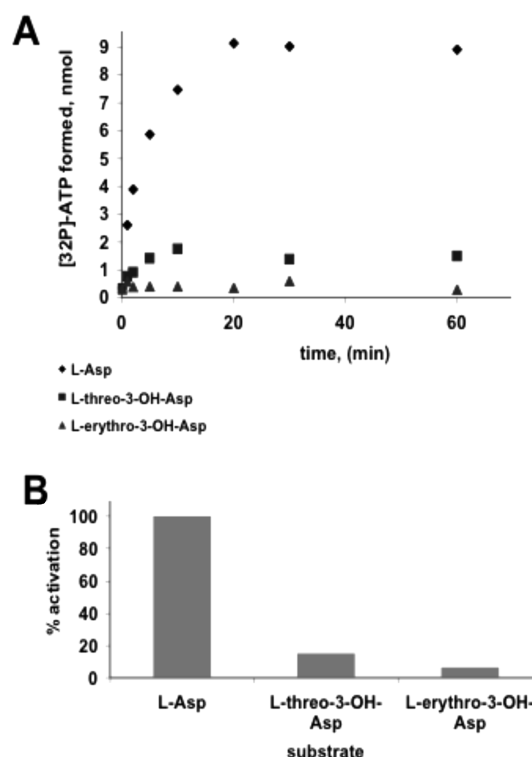 A
[32P]-ATP formed, nmol
9
8
7
6
5
4
3
2
1
0
0 20 40 60
time, (min)
L-Asp
L-threo-3-OH-Asp
L-erythro-3-OH-Asp
B
% activation
100
80
60
40
20
0
L-Asp L-threo-3-OH- L-erythro-3-OH-
Asp Asp
substrate